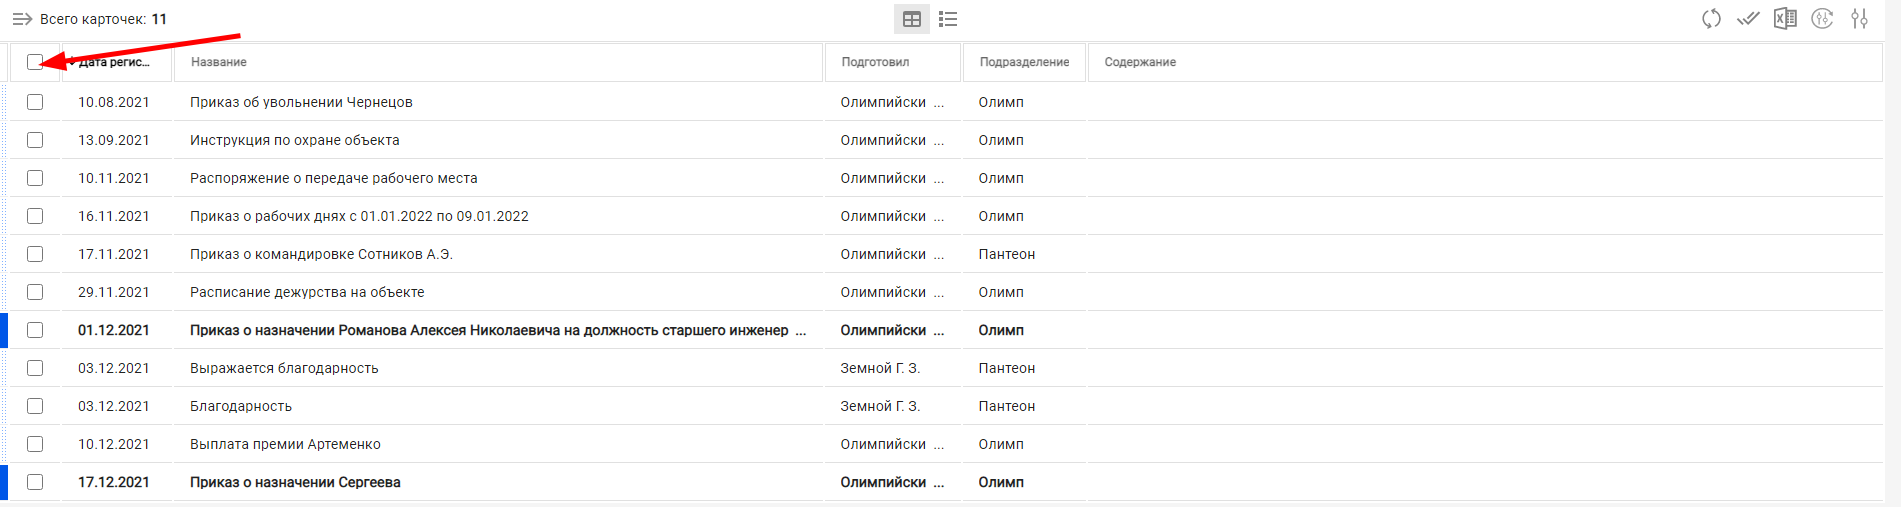 Всего карточек: 11
Дата регис... Название Подготовил Подразделение Содержание
10.08.2021 Приказ об увольнении Чернецов Олимпийски ... Олимп
13.09.2021 Инструкция по охране объекта Олимпийски ... Олимп
10.11.2021 Распоряжение о передаче рабочего места Олимпийски ... Олимп
16.11.2021 Приказ о рабочих днях с 01.01.2022 по 09.01.2022 Олимпийски ... Олимп
17.11.2021 Приказ о командировке Сотников А.Э. Олимпийски ... Пантеон
29.11.2021 Расписание дежурства на объекте Олимпийски ... Олимп
01.12.2021 Приказ о назначении Романова Алексея Николаевича на должность старшего инженер ... Олимпийски ... Олимп
03.12.2021 Выражается благодарность Земной Г. З. Пантеон
03.12.2021 Благодарность Земной Г. З. Пантеон
10.12.2021 Выплата премии Артеменко Олимпийски ... Олимп
17.12.2021 Приказ о назначении Сергеева Олимпийски ... Олимп